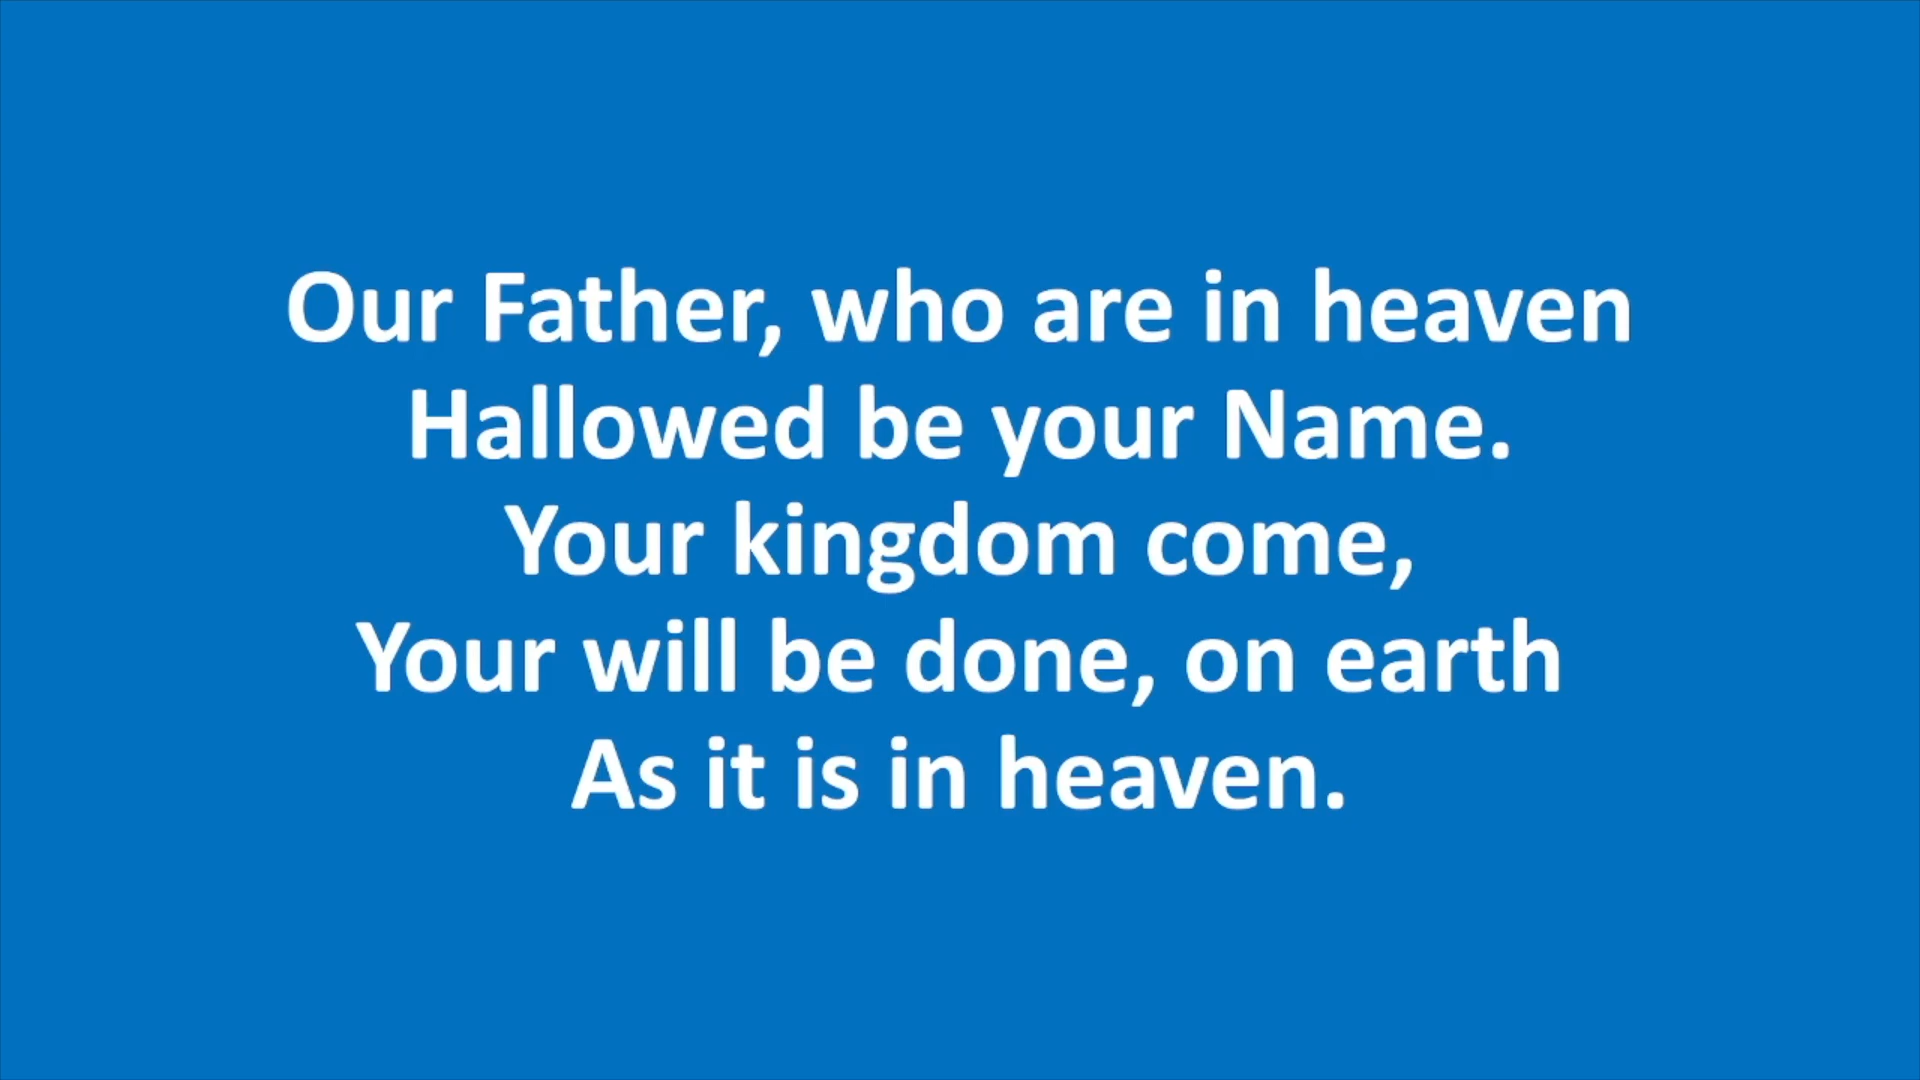 Our Father, who are in heaven
Hallowed be your Name.
Your kingdom come,
Your will be done, on earth
As it is in heaven.